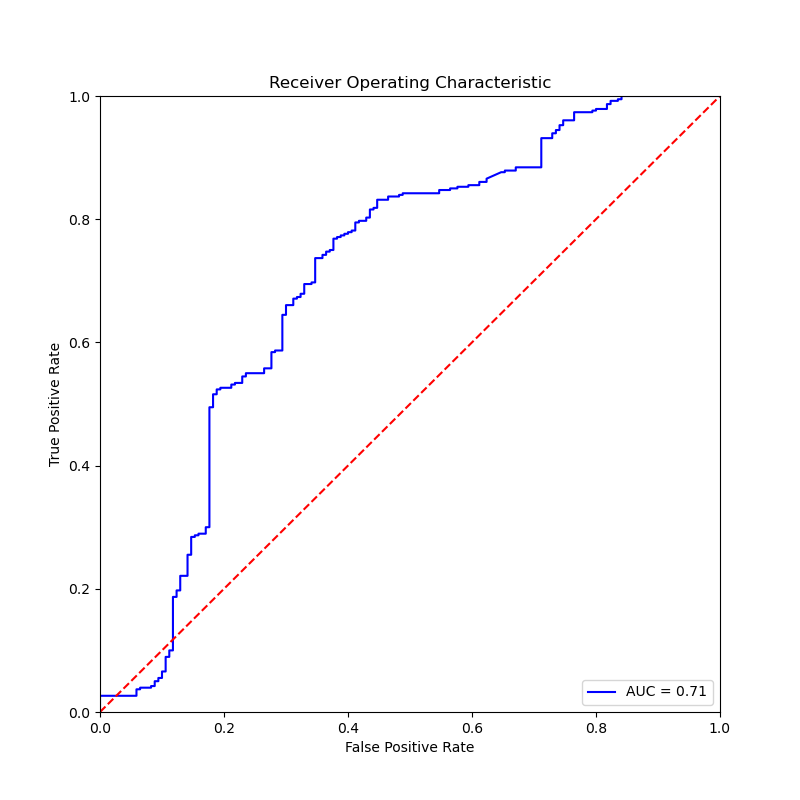 Receiver Operating Characteristic
1.0
0.8
0.6
0.4
0.2
0.0
True Positive Rate
AUC = 0.71
0.0 0.2 0.4 0.6 0.8 1.0
False Positive Rate